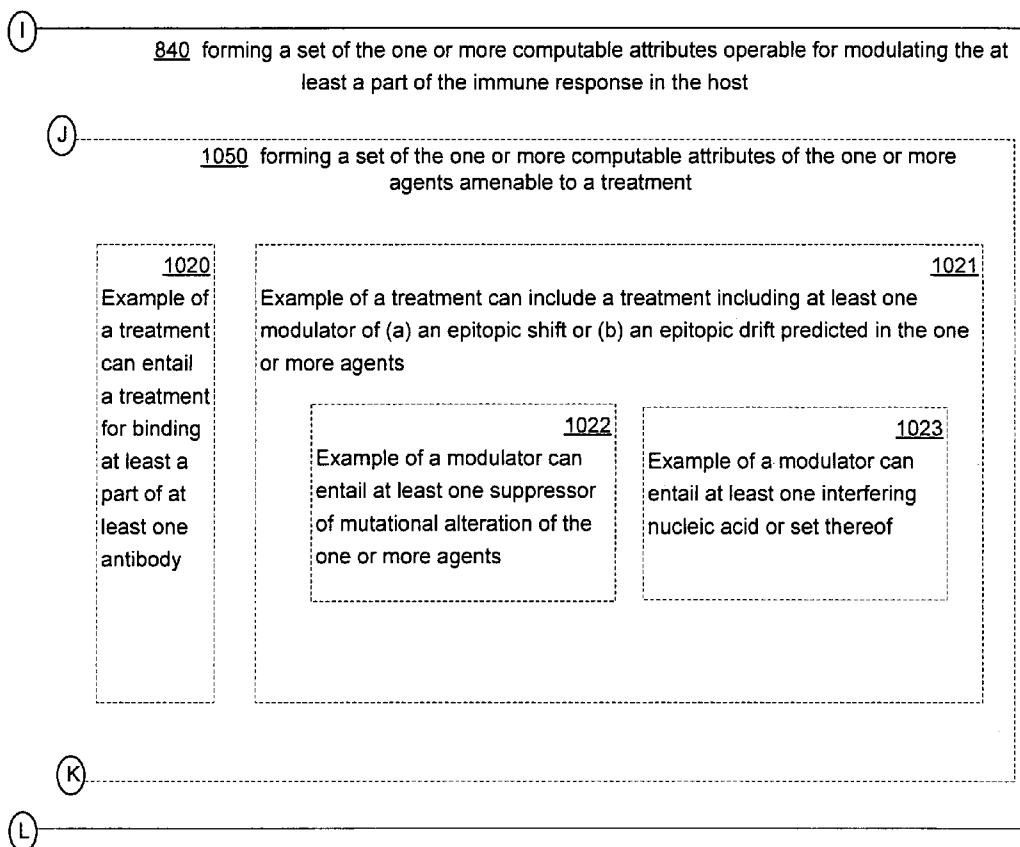 I
840 forming a set of the one or more computable attributes operable for modulating the at
least a part of the immune response in the host
J
1050 forming a set of the one or more computable attributes of the one or more
agents amenable to a treatment
1020
Example of
a treatment
can entail
a treatment
for binding
at least a
part of at
least one
antibody
1021
Example of a treatment can include a treatment including at least one
modulator of (a) an epitopic shift or (b) an epitopic drift predicted in the one
or more agents
1022
Example of a modulator can
entail at least one suppressor
of mutational alteration of the
one or more agents
1023
Example of a modulator can
entail at least one interfering
nucleic acid or set thereof
K
L